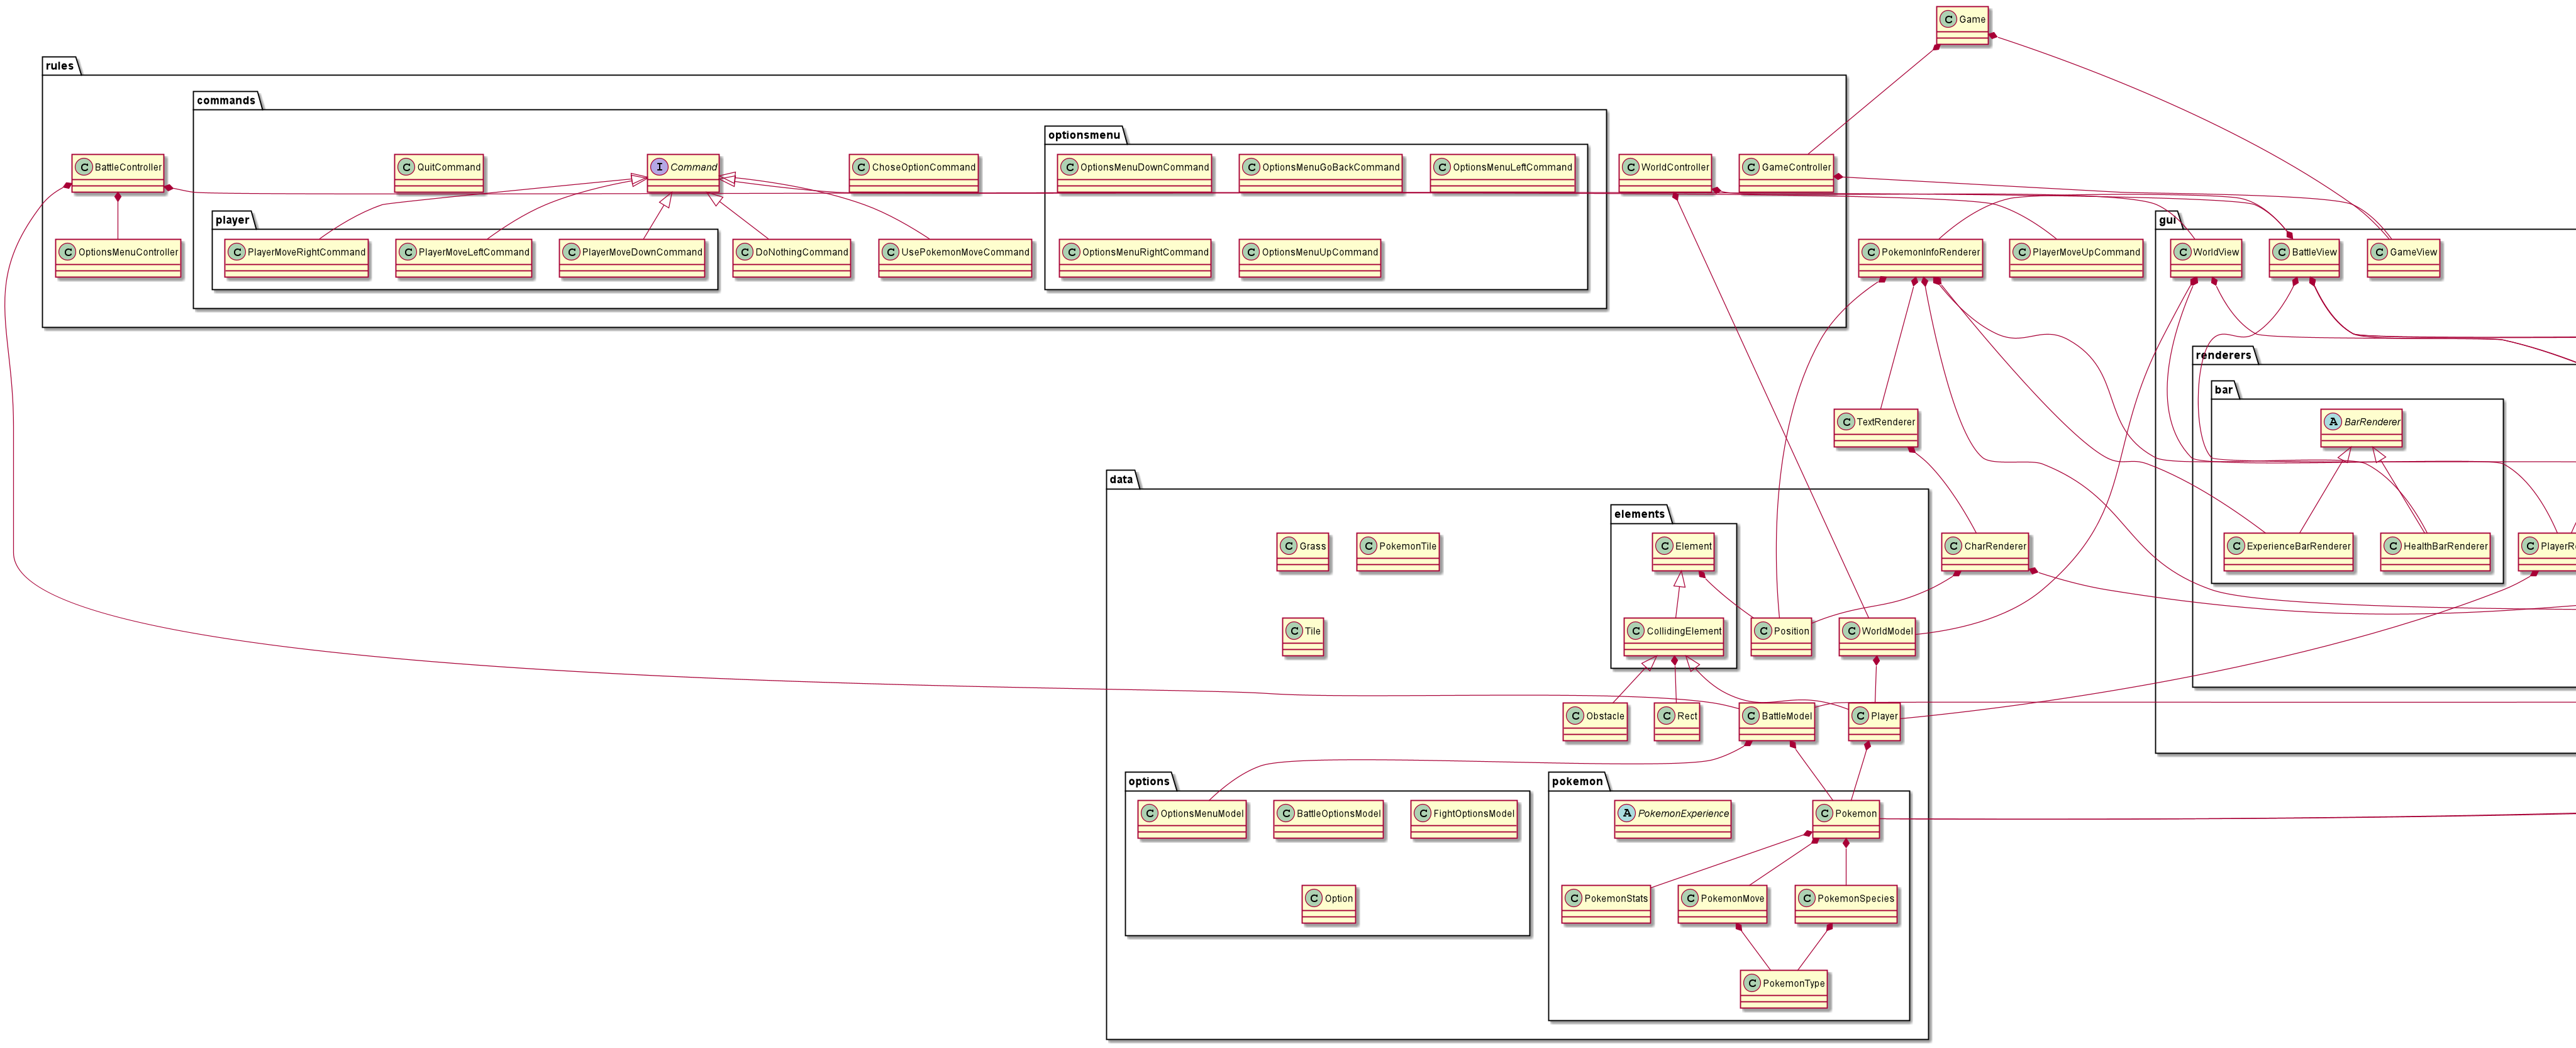 C Game
rules
commands
optionsmenu
C BattleController
C QuitCommand
I Command
C ChoseOptionCommand
C OptionsMenuDownCommand
C OptionsMenuGoBackCommand
C OptionsMenuLeftCommand
C WorldController
C GameController
player
gui
C OptionsMenuController
C PlayerMoveRightCommand
C PlayerMoveLeftCommand
C PlayerMoveDownCommand
C DoNothingCommand
C UsePokemonMoveCommand
C OptionsMenuRightCommand
C OptionsMenuUpCommand
C PokemonInfoRenderer
C PlayerMoveUpCommand
C WorldView
C BattleView
C GameView
renderers
bar
C TextRenderer
A BarRenderer
data
elements
C Grass
C PokemonTile
C Element
C CharRenderer
C ExperienceBarRenderer
C HealthBarRenderer
C Tile
C CollidingElement
C Position
C WorldModel
C Obstacle
C Rect
C BattleModel
C Player
options
pokemon
C OptionsMenuModel
C BattleOptionsModel
C FightOptionsModel
A PokemonExperience
C Pokemon
C Option
C PokemonStats
C PokemonMove
C PokemonSpecies
C PokemonType